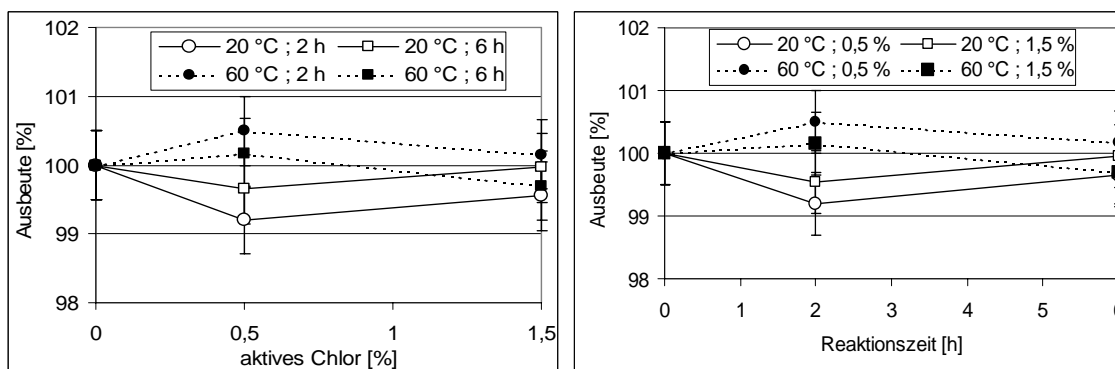 102
20 °C ; 2 h
20 °C ; 6 h
60 °C ; 2 h
60 °C ; 6 h
101
100
99
98
Ausbeute [%]
0
0,5
1
1,5
aktives Chlor [%]
102
20 °C ; 0,5 %
20 °C ; 1,5 %
60 °C ; 0,5 %
60 °C ; 1,5 %
101
100
99
98
Ausbeute [%]
0
1
2
3
4
5
6
Reaktionszeit [h]